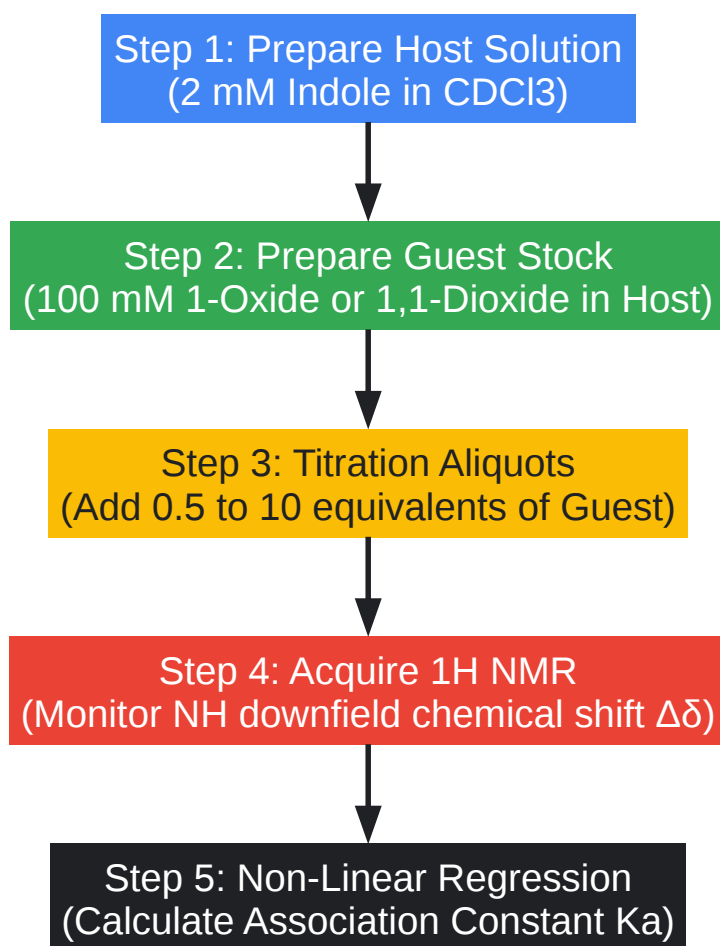 Step 1: Prepare Host Solution
(2 mM Indole in CDCl3)
Step 2: Prepare Guest Stock
(100 mM 1-Oxide or 1,1-Dioxide in Host)
Step 3: Titration Aliquots
(Add 0.5 to 10 equivalents of Guest)
Step 4: Acquire 1H NMR
(Monitor NH downfield chemical shift Δδ)
Step 5: Non-Linear Regression
(Calculate Association Constant Ka)